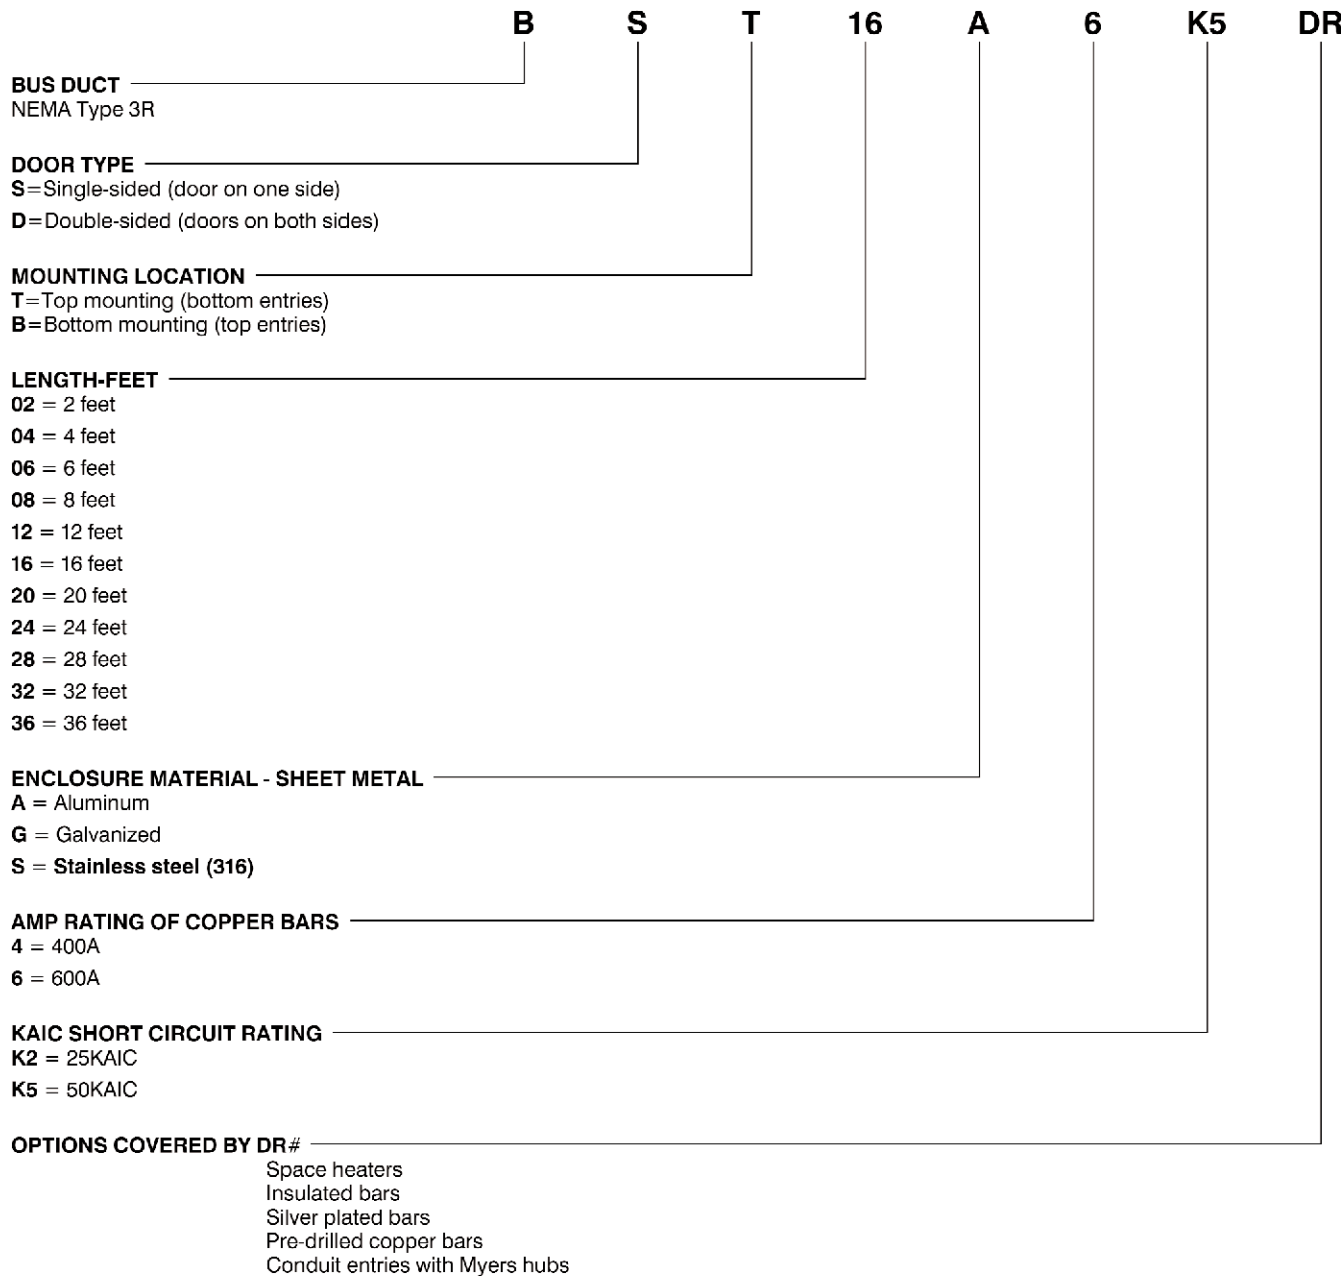 B S T 16 A 6 K5 DR
BUS DUCT
NEMA Type 3R
DOOR TYPE
S=Single-sided (door on one side)
D=Double-sided (doors on both sides)
MOUNTING LOCATION
T=Top mounting (bottom entries)
B=Bottom mounting (top entries)
LENGTH-FEET
02 = 2 feet
04 = 4 feet
06 = 6 feet
08 = 8 feet
12 = 12 feet
16 = 16 feet
20 = 20 feet
24 = 24 feet
28 = 28 feet
32 = 32 feet
36 = 36 feet
ENCLOSURE MATERIAL - SHEET METAL
A = Aluminum
G = Galvanized
S = Stainless steel (316)
AMP RATING OF COPPER BARS
4 = 400A
6 = 600A
KAIC SHORT CIRCUIT RATING
K2 = 25KAIC
K5 = 50KAIC
OPTIONS COVERED BY DR#
Space heaters
Insulated bars
Silver plated bars
Pre-drilled copper bars
Conduit entries with Myers hubs